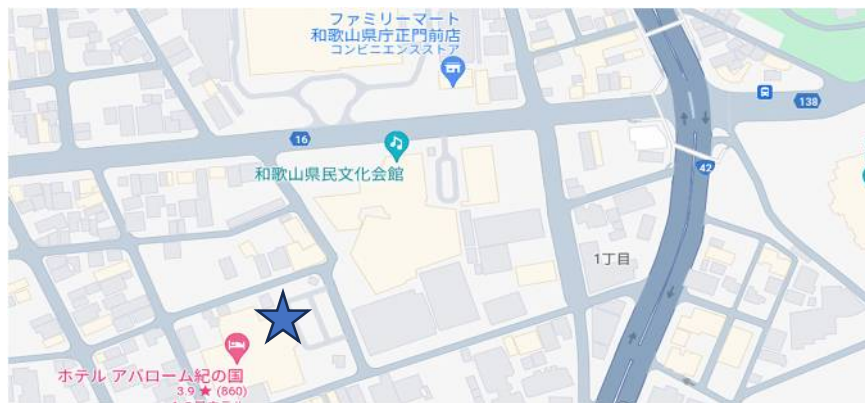 ファミリーマート
和歌山県庁正門前店
コンビニエンスストア
138
16
和歌山県民文化会館
42
1丁目
ホテル アバローム紀の国
3.9 ★ (860)